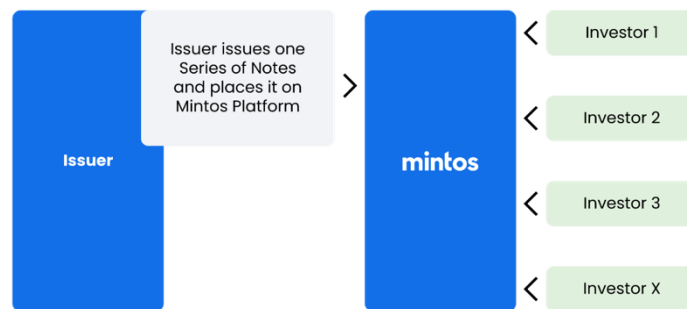 Issuer issues one
Series of Notes
and places it on
Mintos Platform
Issuer
mintos
Investor 1
Investor 2
Investor 3
Investor X